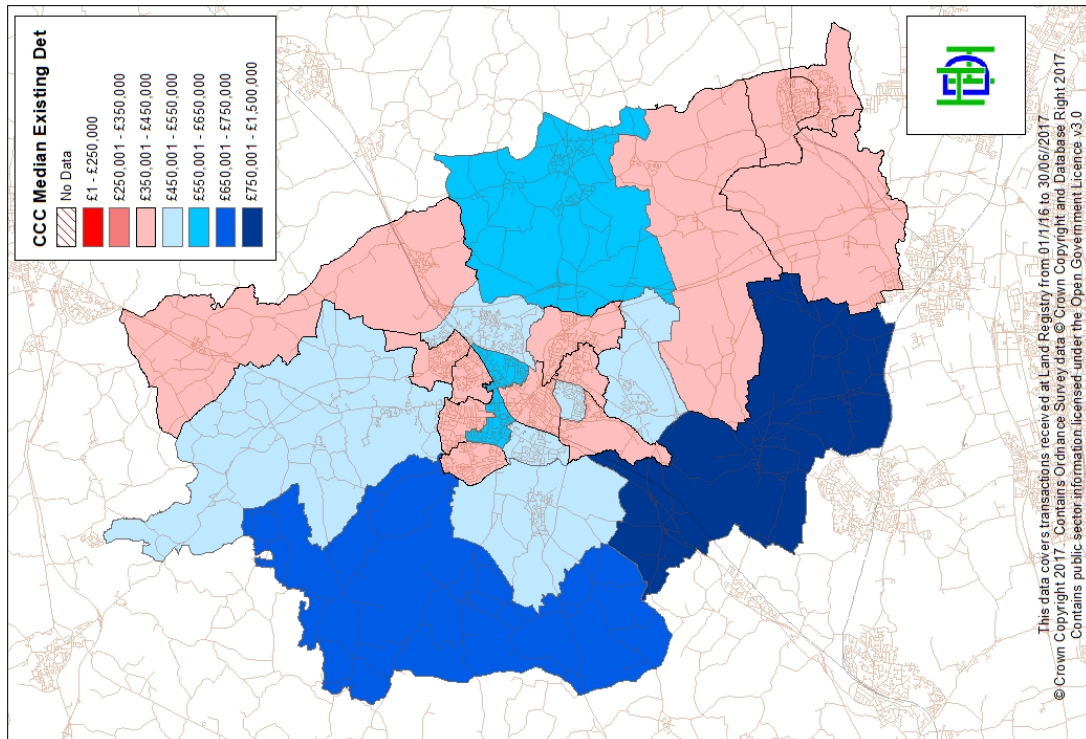 CCC Median Existing Det
No Data
£1 - £250,000
£250,001 - £350,000
£350,001 - £450,000
£450,001 - £550,000
£550,001 - £650,000
£650,001 - £750,000
£750,001 - £1,500,000
This data covers transactions received at Land Registry from 01/1/16 to 30/06//2017
© Crown Copyright 2017. Contains Ordnance Survey data © Crown Copyright and Database Right 2017.
Contains public sector information licensed under the Open Government Licence v3.0